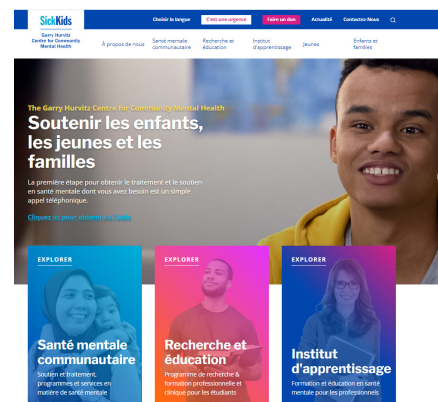 SickKids
Choisir la langue
C'est une urgence
Faire un don
Actualité
Contactez-Nous
Garry Hurvitz
Centre for Community
Mental Health
À propos de nous
Santé mentale
communautaire
Recherche et
éducation
Institut
d'apprentissage
Jeunes
Enfants et
familles
The Garry Hurvitz Centre for Community Mental Health
Soutenir les enfants,
les jeunes et les
familles
La première étape pour obtenir le traitement et le soutien
en santé mentale dont vous avez besoin est un simple
appel téléphonique.
Cliquez ici pour obtenir
EXPLORER
Santé mentale
communautaire
Soutien et traitement,
programmes et services en
matière de santé mentale
EXPLORER
Recherche et
éducation
Programme de recherche &
formation professionnelle et
clinique pour les étudiants
EXPLORER
Institut
d'apprentissage
Formation et éducation en santé
mentale pour les professionnels